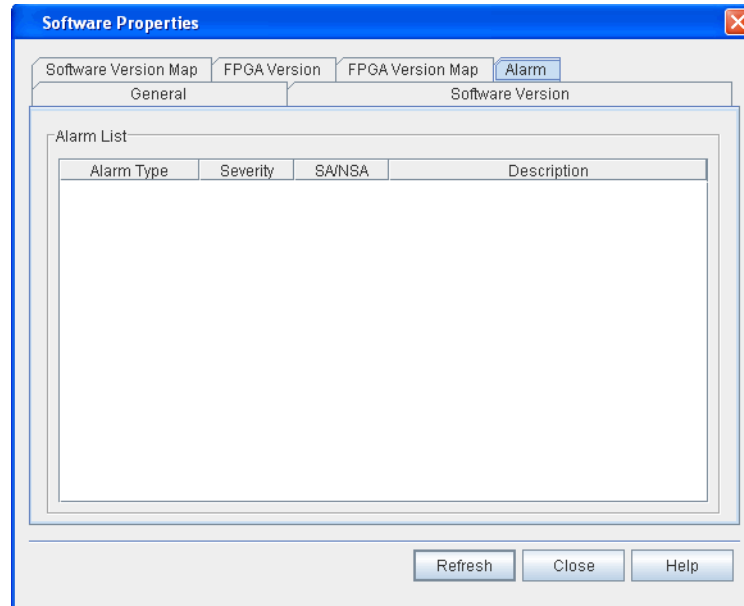 Software Properties
Software Version Map FPGA Version FPGA Version Map Alarm
General Software Version
Alarm List
Alarm Type Severity SA/NSA Description
Refresh Close Help